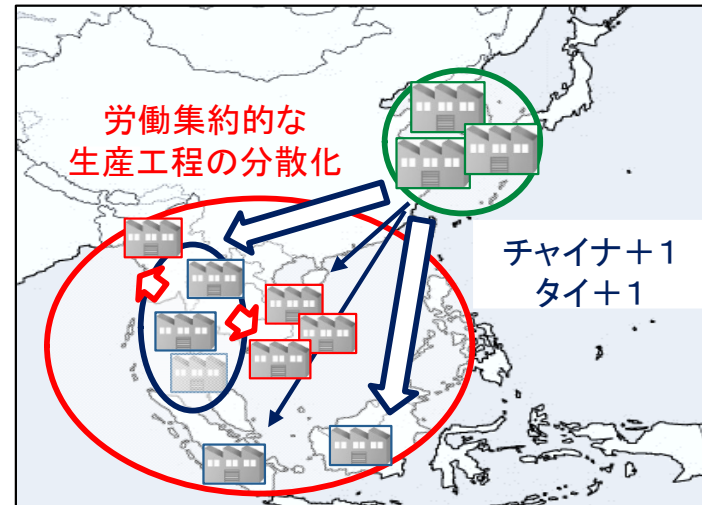 労働集約的な
生産工程の分散化
チャイナ＋１
タイ＋１